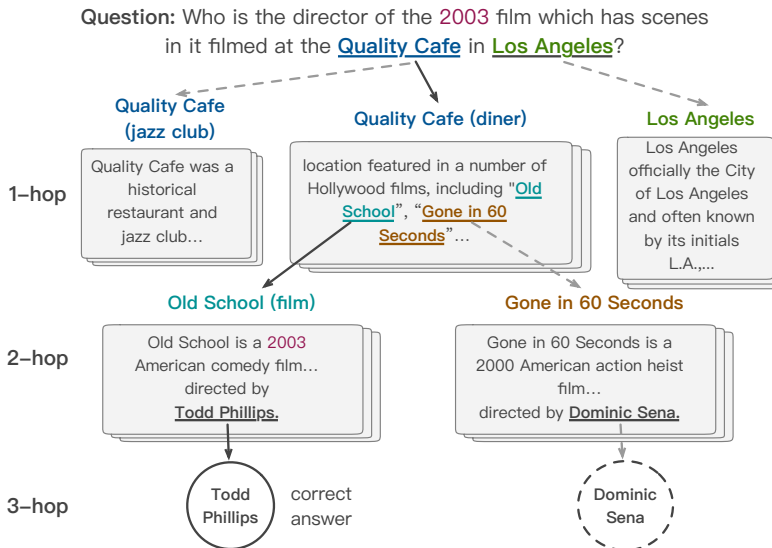 Question: Who is the director of the 2003 film which has scenes
in it filmed at the Quality Cafe in Los Angeles?
Quality Cafe
(jazz club)
Quality Cafe (diner)
Los Angeles
1-hop
Quality Cafe was a
historical
restaurant and
jazz club...
location featured in a number of
Hollywood films, including "Old
School”, “Gone in 60
Seconds”...
Los Angeles
officially the City
of Los Angeles
and often known
by its initials
L.A.,...
Old School (film)
Gone in 60 Seconds
2-hop
Old School is a 2003
American comedy film...
directed by
Todd Phillips.
Gone in 60 Seconds is a
2000 American action heist
film...
directed by Dominic Sena.
3-hop
Todd
Phillips
correct
answer
Dominic
Sena